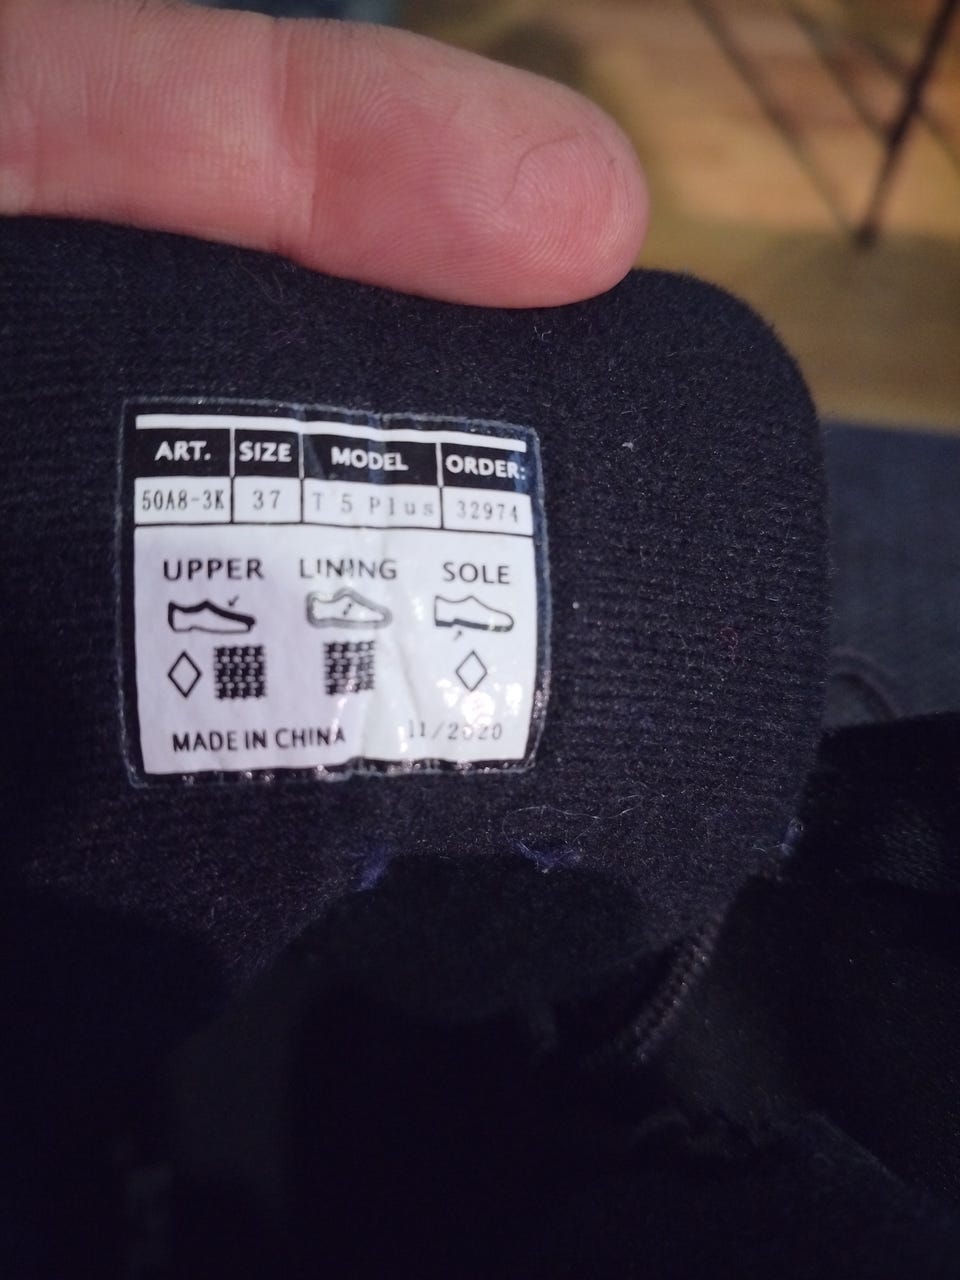 ART. SIZE MODEL ORDER:
50A8-3K 37 T 5 Plus 32974
UPPER LINING SOLE
MADE IN CHINA 11/2020